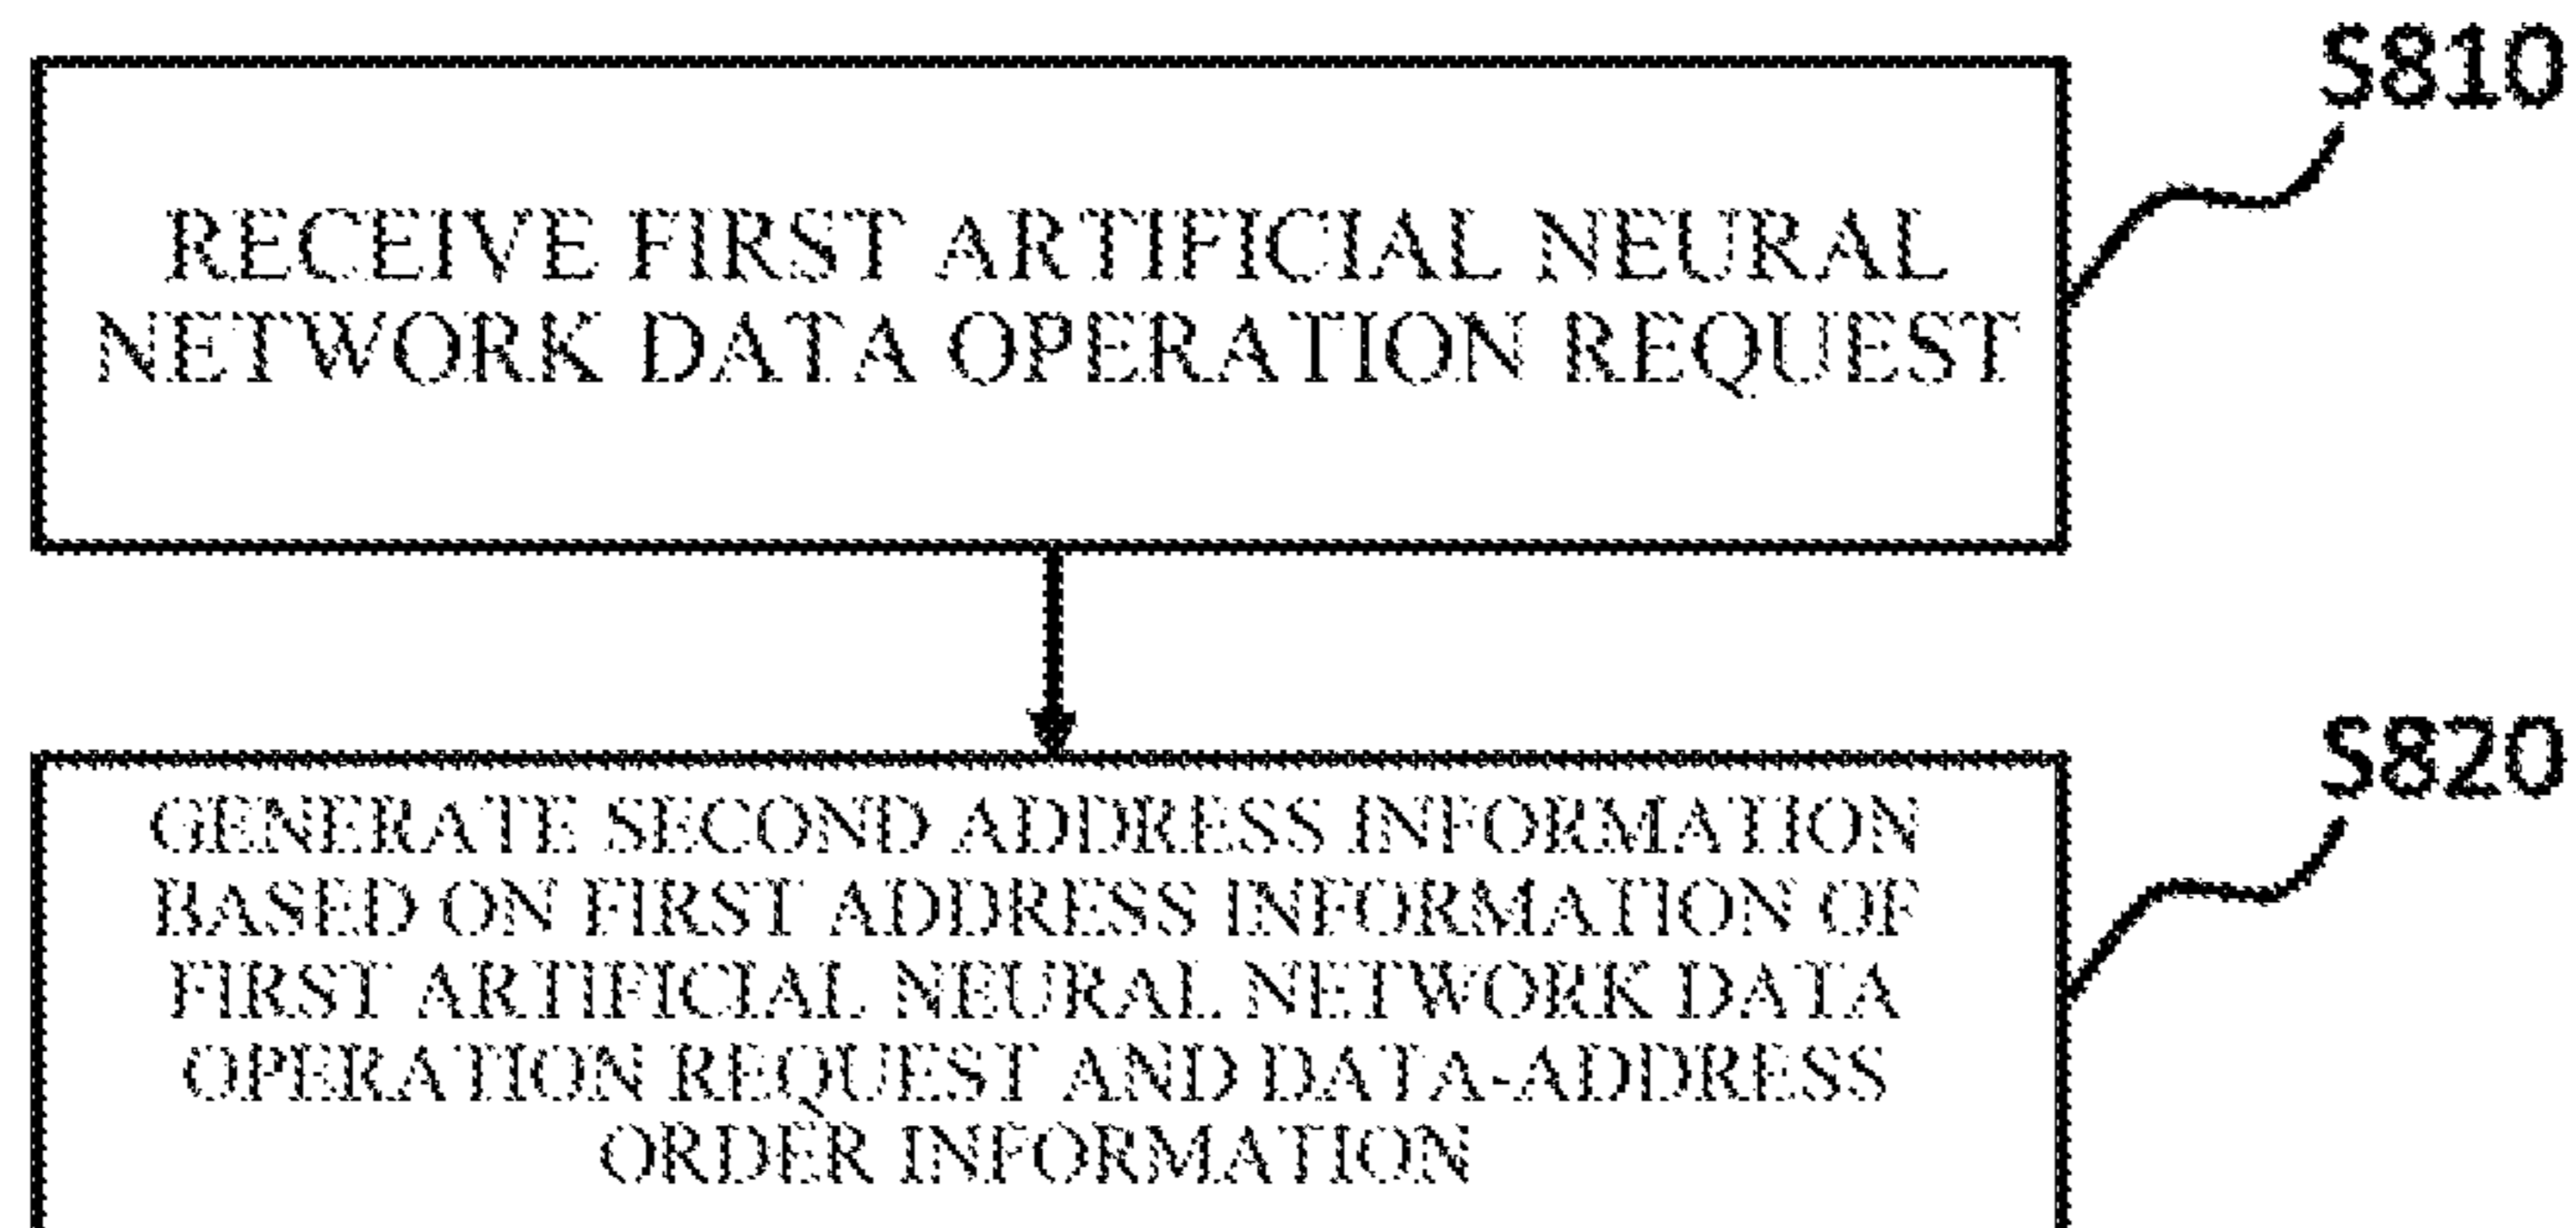 S810
RECEIVE FIRST ARTIFICIAL NEURAL
NETWORK DATA OPERATION REQUEST
S820
GENERATE SECOND ADDRESS INFORMATION
BASED ON FIRST ADDRESS INFORMATION OF
FIRST ARTIFICIAL NEURAL NETWORK DATA
OPERATION REQUEST AND DATA-ADDRESS
ORDER INFORMATION